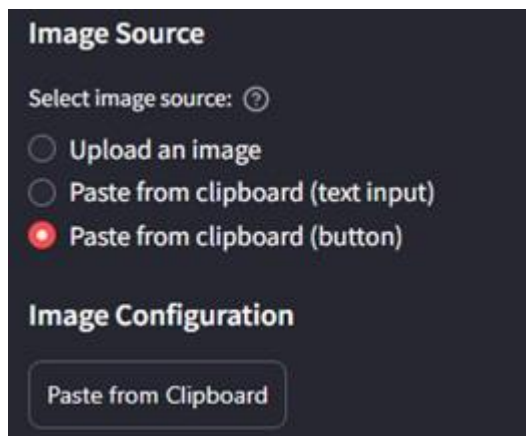 Image Source
Select image source:
Upload an image
Paste from clipboard (text input)
Paste from clipboard (button)
Image Configuration
Paste from Clipboard